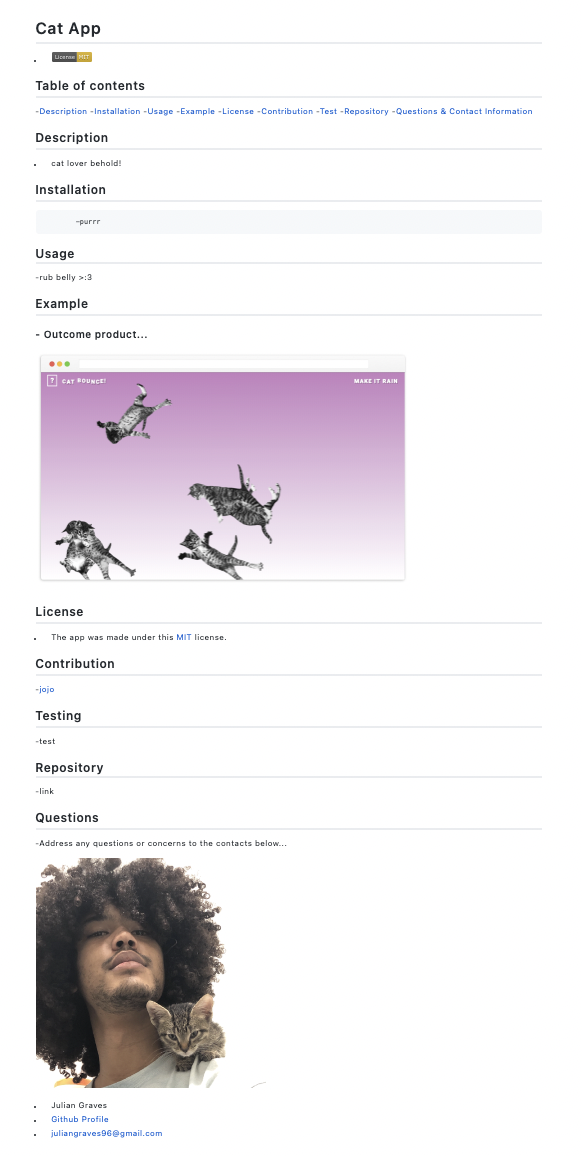 Cat App
License MIT
Table of contents
-Description -Installation -Usage -Example -License -Contribution -Test -Repository -Questions & Contact Information
Description
cat lover behold!
Installation
-purrr
Usage
-rub belly >:3
Example
- Outcome product...
? CAT BOUNCE! MAKE IT RAIN
License
The app was made under this MIT license.
Contribution
-jojo
Testing
-test
Repository
-link
Questions
-Address any questions or concerns to the contacts below...
Julian Graves
Github Profile
juliangraves96@gmail.com